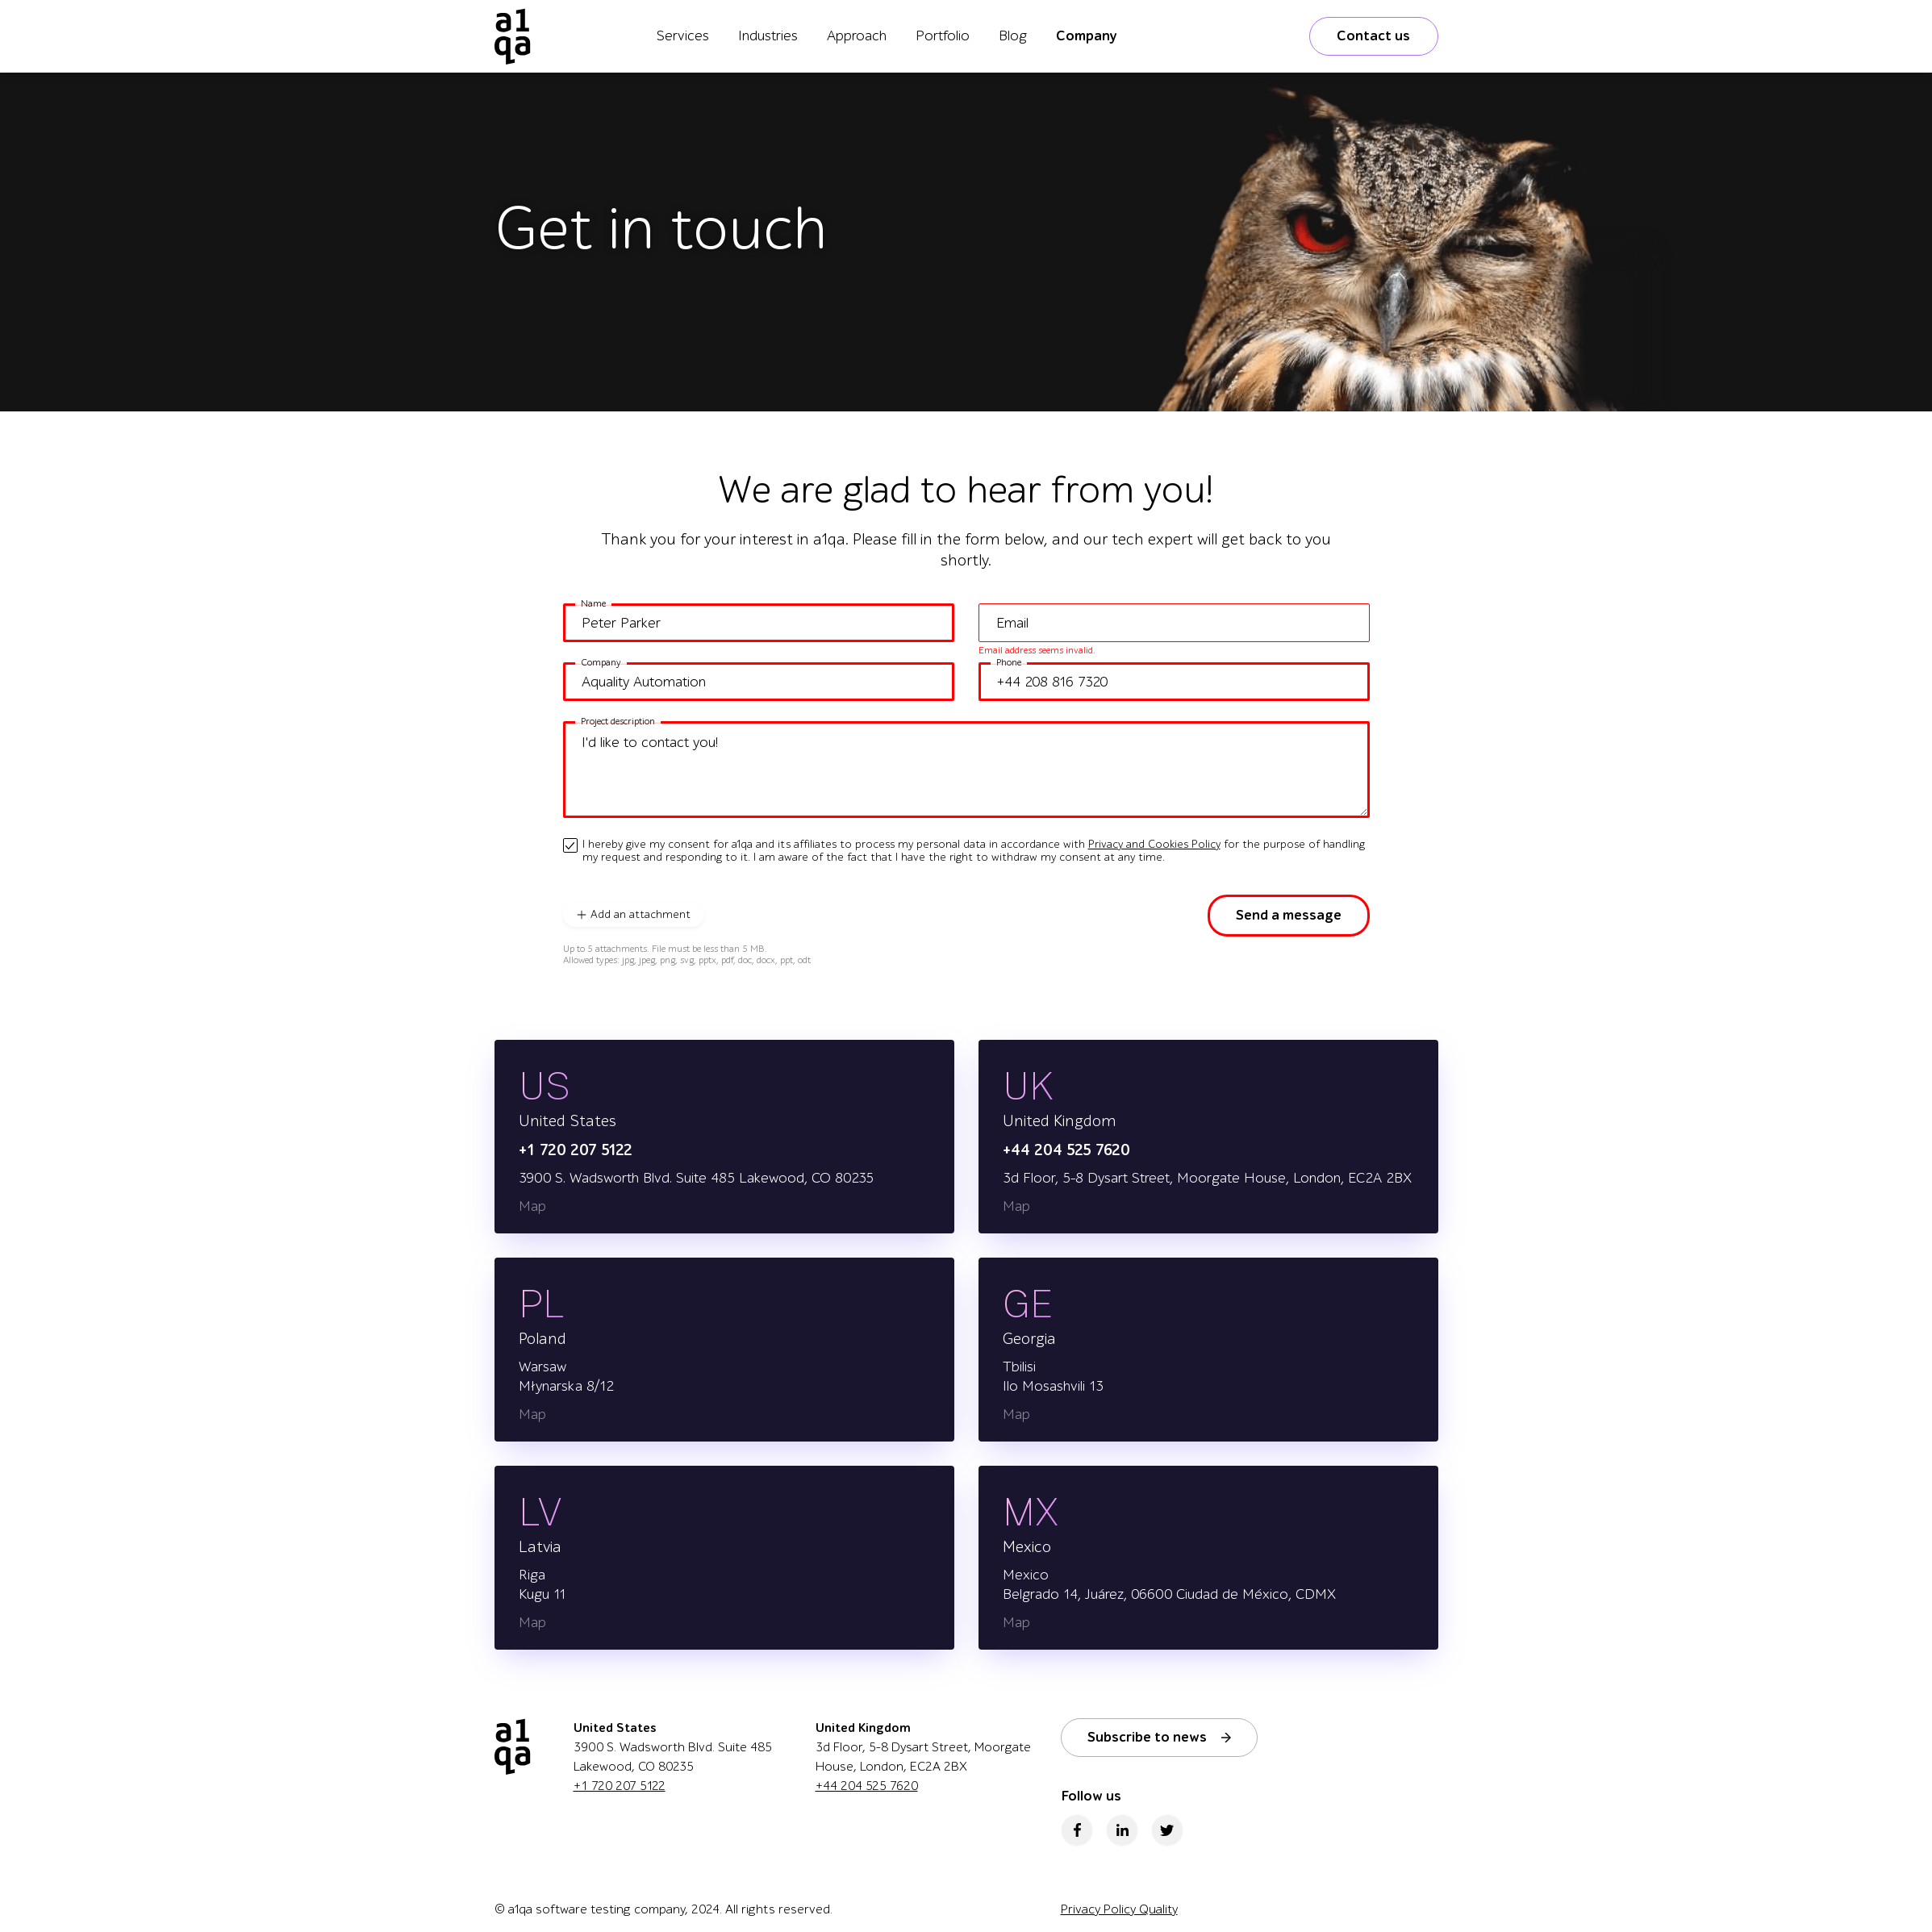 a1qa
Services Industries Approach Portfolio Blog Company
Contact us
Get in touch
We are glad to hear from you!
Thank you for your interest in a1qa. Please fill in the form below, and our tech expert will get back to you
shortly.
Name
Peter Parker
Email
Email address seems invalid.
Company
Aquality Automation
Phone
+44 208 816 7320
Project description
I'd like to contact you!
I hereby give my consent for a1qa and its affiliates to process my personal data in accordance with Privacy and Cookies Policy for the purpose of handling
my request and responding to it. I am aware of the fact that I have the right to withdraw my consent at any time.
Add an attachment
Send a message
Up to 5 attachments. File must be less than 5 MB.
Allowed types: jpg, jpeg, png, svg, pptx, pdf, doc, docx, ppt, odt
US
United States
+1 720 207 5122
3900 S. Wadsworth Blvd. Suite 485 Lakewood, CO 80235
Map
UK
United Kingdom
+44 204 525 7620
3d Floor, 5-8 Dysart Street, Moorgate House, London, EC2A 2BX
Map
PL
Poland
Warsaw
Młynarska 8/12
Map
GE
Georgia
Tbilisi
Ilo Mosashvili 13
Map
LV
Latvia
Riga
Kugu 11
Map
MX
Mexico
Mexico
Belgrado 14, Juárez, 06600 Ciudad de México, CDMX
Map
a1qa
United States
3900 S. Wadsworth Blvd. Suite 485
Lakewood, CO 80235
+1 720 207 5122
United Kingdom
3d Floor, 5-8 Dysart Street, Moorgate
House, London, EC2A 2BX
+44 204 525 7620
Subscribe to news
Follow us
© a1qa software testing company, 2024. All rights reserved.
Privacy Policy Quality